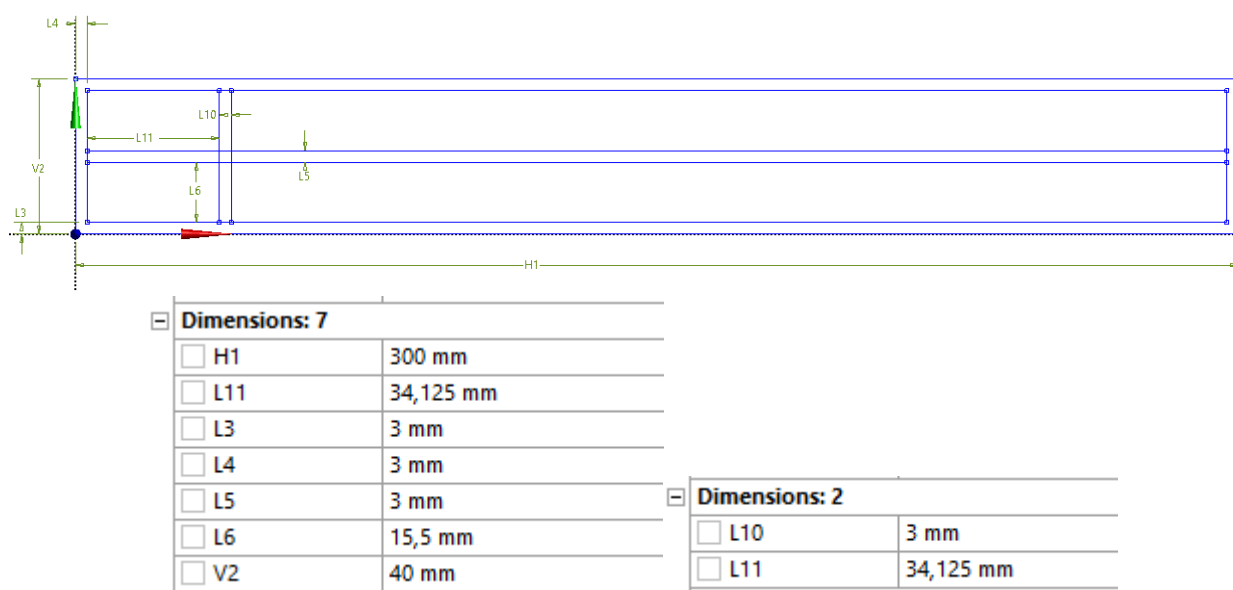 L4
L10
L11
V2
L6
L5
L3
H1
Dimensions: 7
H1 300 mm
L11 34,125 mm
L3 3 mm
L4 3 mm
L5 3 mm
L6 15,5 mm
V2 40 mm
Dimensions: 2
L10 3 mm
L11 34,125 mm